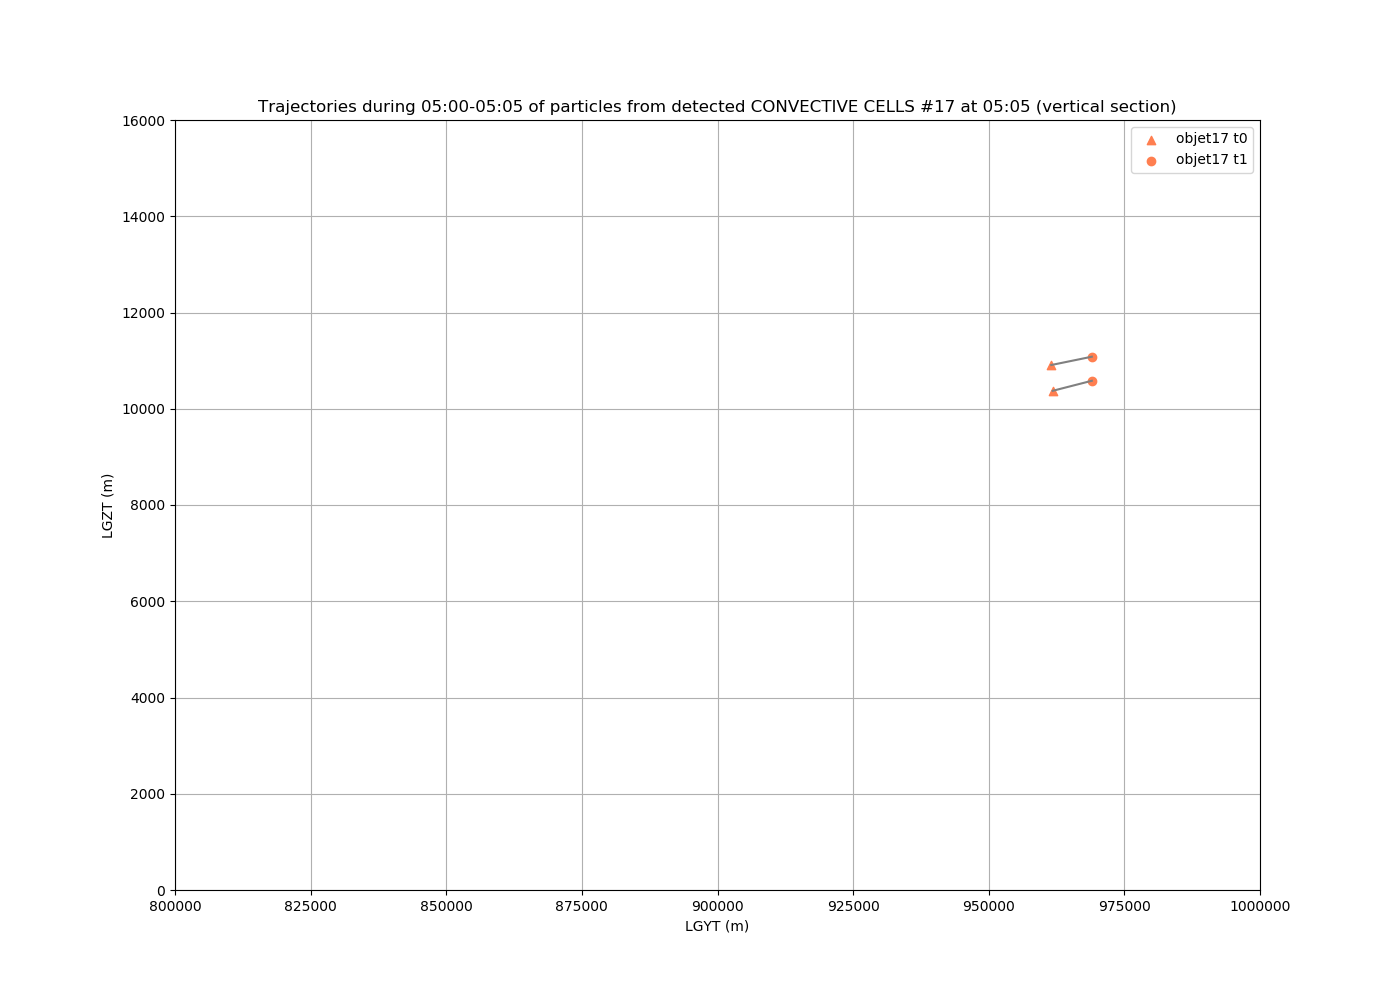 Trajectories during 05:00-05:05 of particles from detected CONVECTIVE CELLS #17 at 05:05 (vertical section)
objet17 t0
objet17 t1
16000
14000
12000
10000
8000
6000
4000
2000
0
LGZT (m)
800000 825000 850000 875000 900000 925000 950000 975000 1000000
LGYT (m)